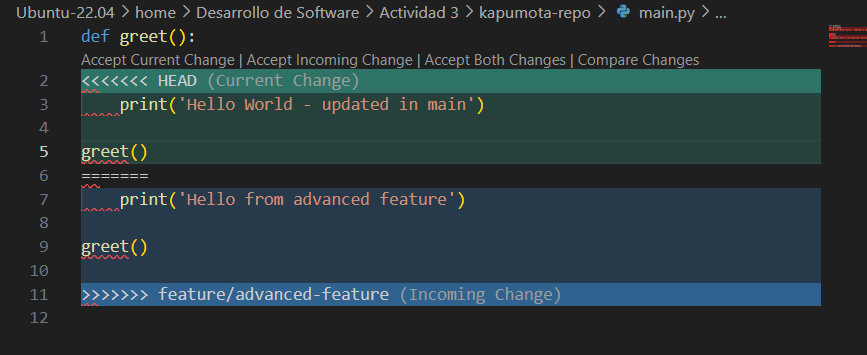 Ubuntu-22.04 > home > Desarrollo de Software > Actividad 3 > kapumota-repo > main.py > ...
1 def greet():
Accept Current Change | Accept Incoming Change | Accept Both Changes | Compare Changes
2 <<<<<<< HEAD (Current Change)
3     print('Hello World - updated in main')
4
5 greet()
6 =======
7     print('Hello from advanced feature')
8
9 greet()
10
11 >>>>>>> feature/advanced-feature (Incoming Change)
12